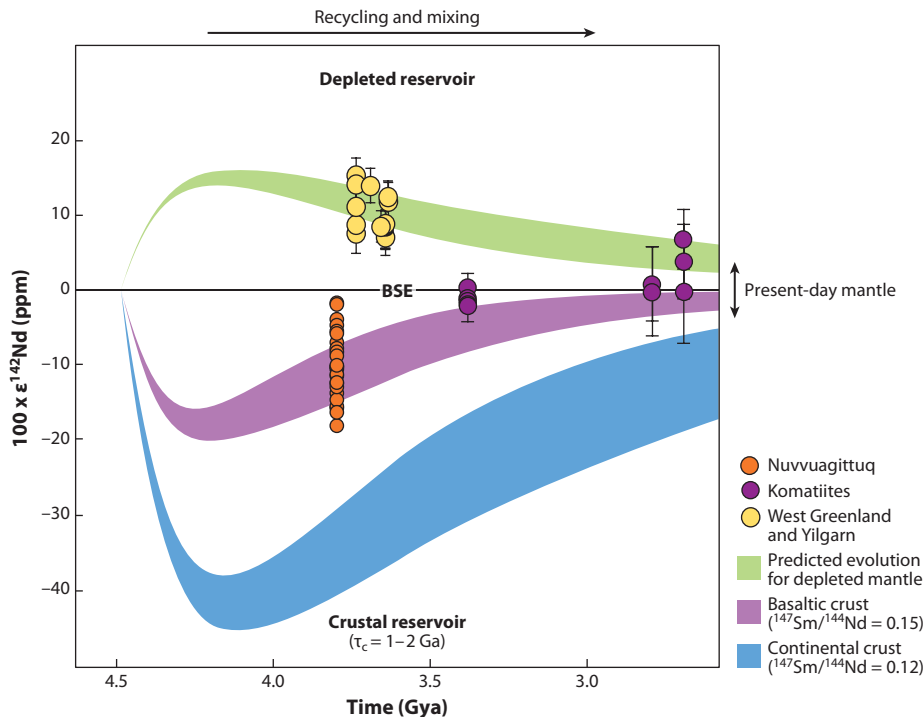 Recycling and mixing
Depleted reservoir
20
10
0
−10
−20
−30
−40
100 x ε¹⁴²Nd (ppm)
BSE
Present-day mantle
Crustal reservoir
(τc = 1–2 Ga)
4.5
4.0
3.5
3.0
Time (Gya)
Nuvvuagittuq
Komatiites
West Greenland
and Yilgarn
Predicted evolution
for depleted mantle
Basaltic crust
(¹⁴⁷Sm/¹⁴⁴Nd = 0.15)
Continental crust
(¹⁴⁷Sm/¹⁴⁴Nd = 0.12)